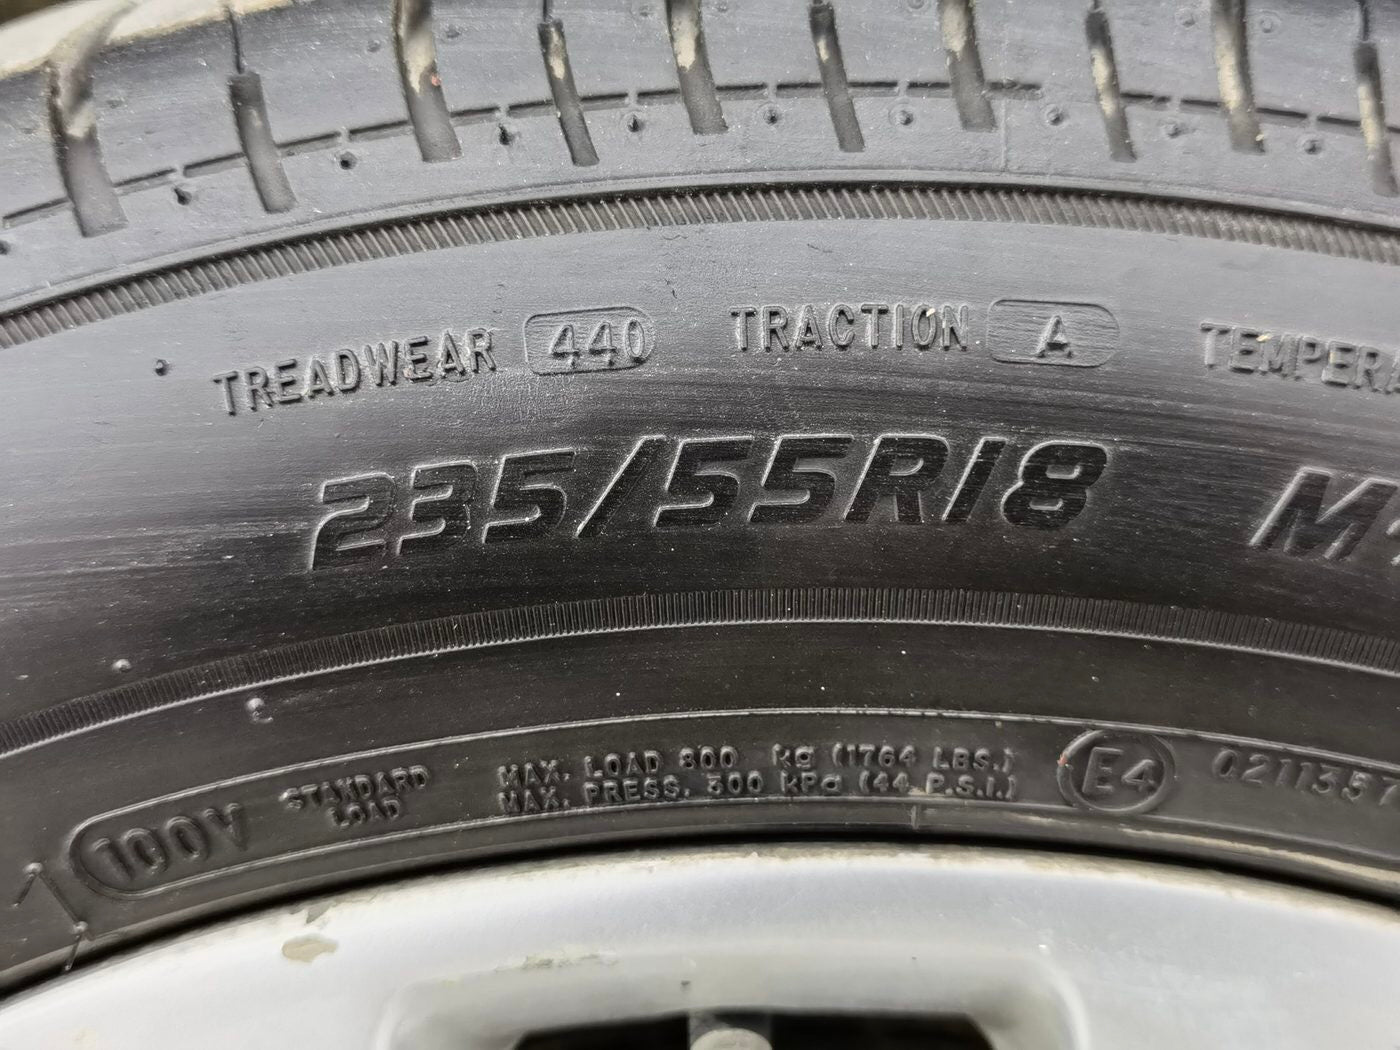 TREADWEAR 440 TRACTION A
235/55R18
100V STANDARD LOAD
MAX. LOAD 800 kg (1764 LBS.)
MAX. PRESS. 300 kPa (44 P.S.I.)
E4 0211357